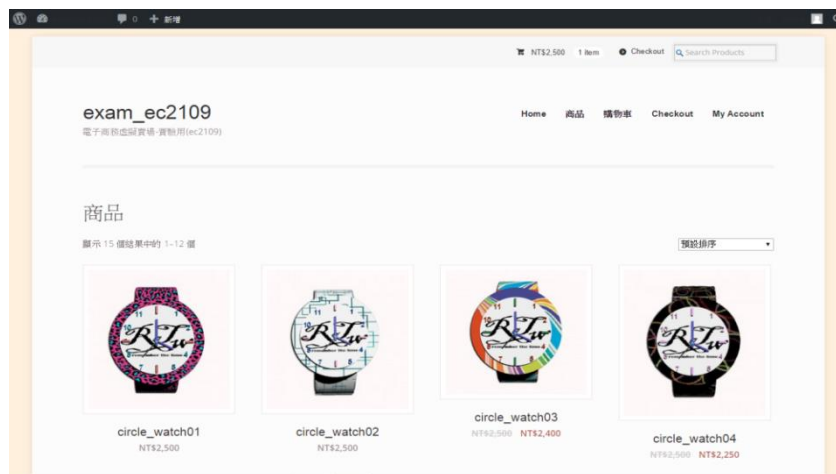 0 + 新增
NT$2,500 1 item Checkout Search Products
exam_ec2109
電子商務虛擬賣場-實驗用(ec2109)
Home 商品 購物車 Checkout My Account
商品
顯示 15 個結果中的 1–12 個
預設排序
circle_watch01
NT$2,500
circle_watch02
NT$2,500
circle_watch03
NT$2,500 NT$2,400
circle_watch04
NT$2,500 NT$2,250